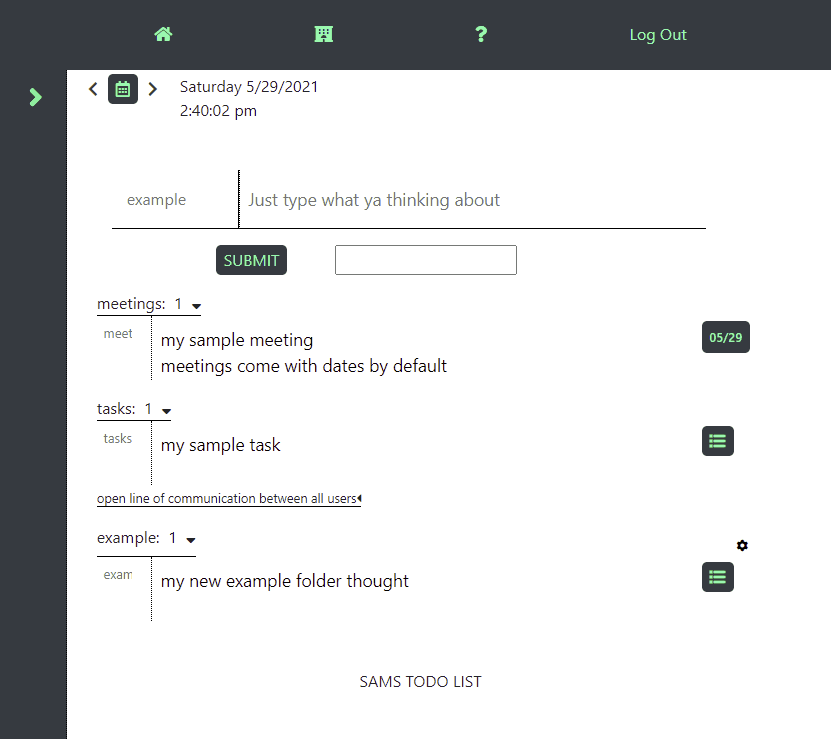 Log Out
Saturday 5/29/2021
2:40:02 pm
example
Just type what ya thinking about
SUBMIT
meetings: 1
meet
my sample meeting
05/29
meetings come with dates by default
tasks: 1
tasks
my sample task
open line of communication between all users
example: 1
exam
my new example folder thought
SAMS TODO LIST